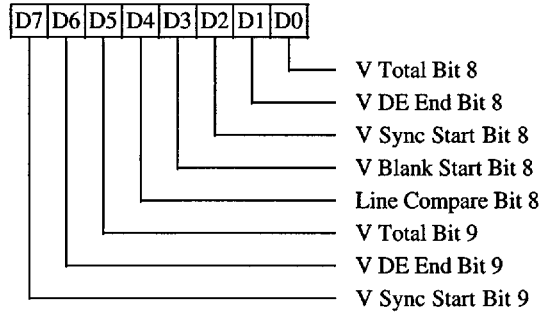 D7 D6 D5 D4 D3 D2 D1 D0
V Total Bit 8
V DE End Bit 8
V Sync Start Bit 8
V Blank Start Bit 8
Line Compare Bit 8
V Total Bit 9
V DE End Bit 9
V Sync Start Bit 9